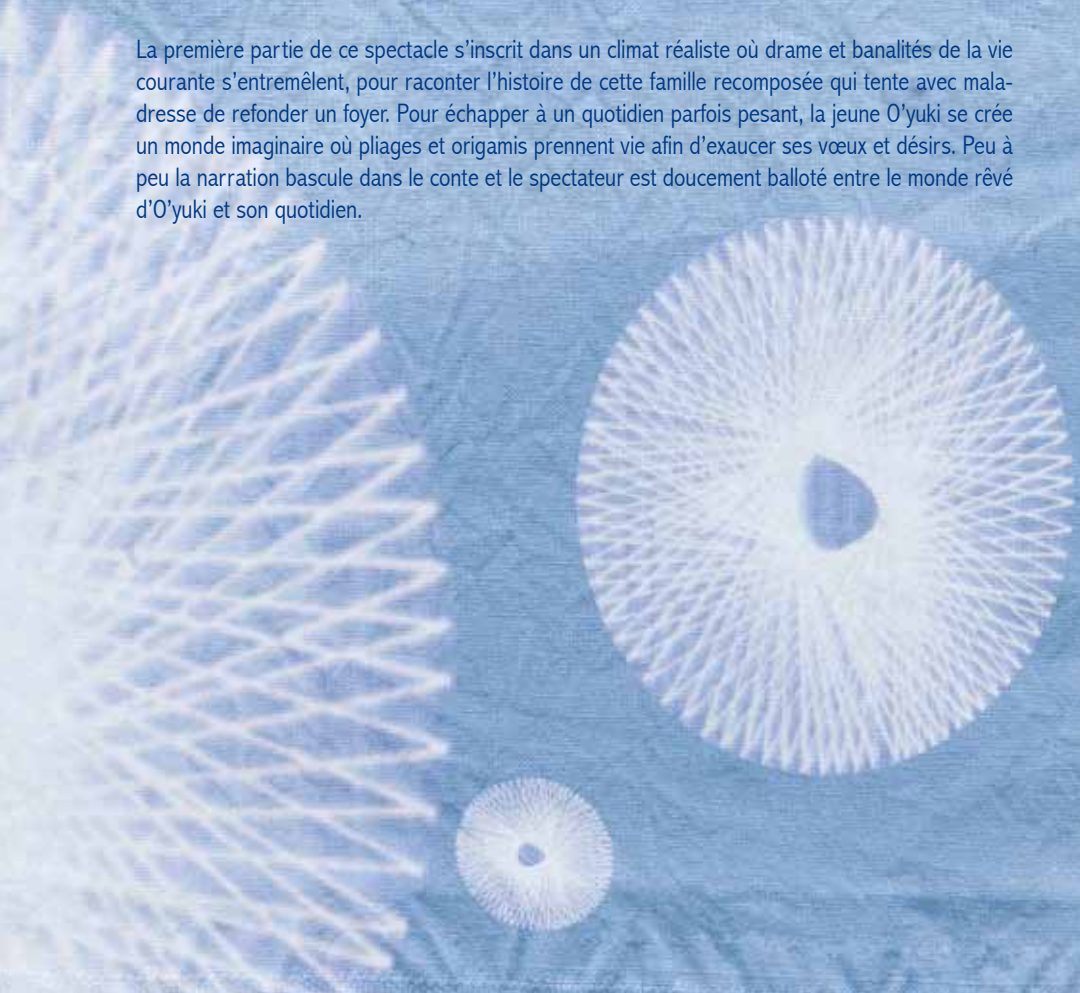 La première partie de ce spectacle s’inscrit dans un climat réaliste où drame et banalités de la vie
courante s’entremêlent, pour raconter l’histoire de cette famille recomposée qui tente avec mala-
dresse de refonder un foyer. Pour échapper à un quotidien parfois pesant, la jeune O’yuki se crée
un monde imaginaire où pliages et origamis prennent vie afin d’exaucer ses vœux et désirs. Peu à
peu la narration bascule dans le conte et le spectateur est doucement balloté entre le monde rêvé
d’O’yuki et son quotidien.